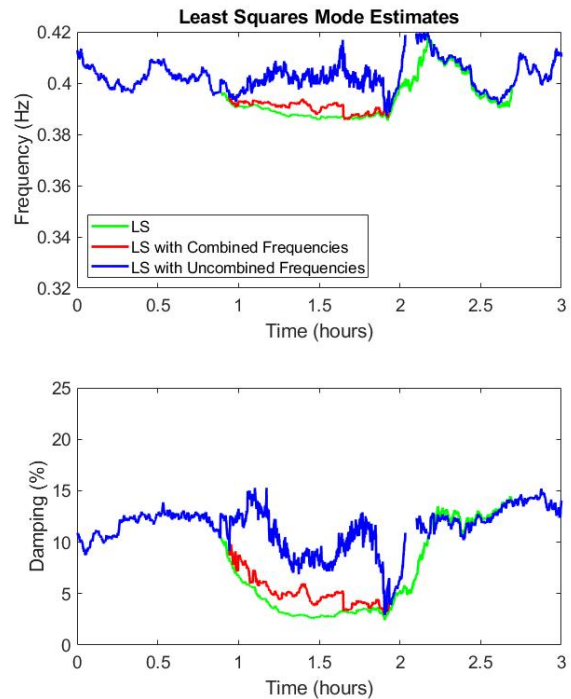 Least Squares Mode Estimates
0.42
0.4
0.38
0.36
0.34
0.32
Frequency (Hz)
LS
LS with Combined Frequencies
LS with Uncombined Frequencies
0 0.5 1 1.5 2 2.5 3
Time (hours)
25
20
15
10
5
0
Damping (%)
0 0.5 1 1.5 2 2.5 3
Time (hours)